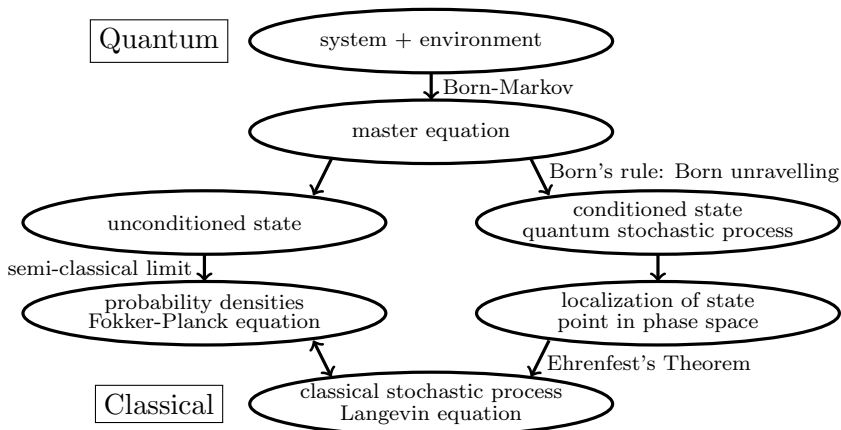 Quantum
system + environment
Born-Markov
master equation
Born's rule: Born unravelling
unconditioned state
conditioned state
quantum stochastic process
semi-classical limit
probability densities
Fokker-Planck equation
localization of state
point in phase space
Ehrenfest's Theorem
Classical
classical stochastic process
Langevin equation